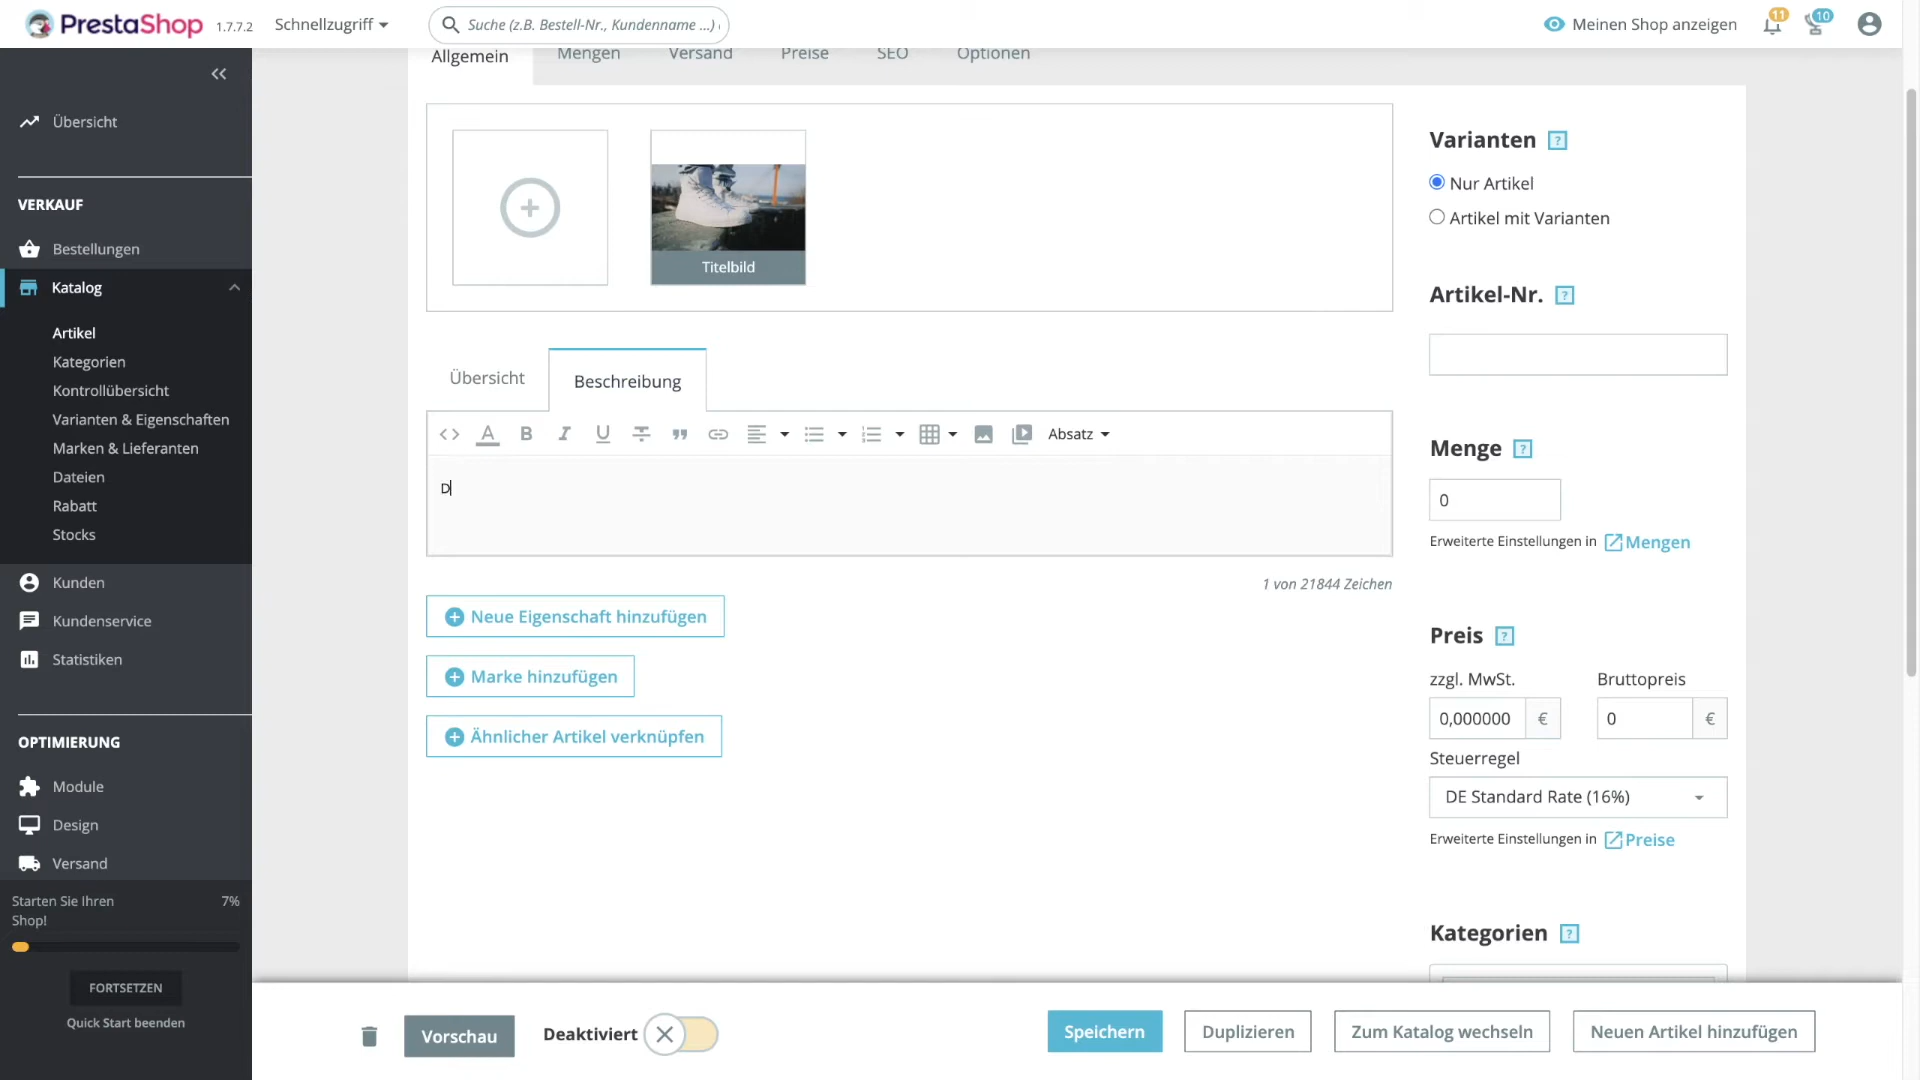 PrestaShop 1.7.7.2 Schnellzugriff Suche (z.B. Bestell-Nr., Kundenname ...) Meinen Shop anzeigen 11 10
Allgemein Mengen Versand Preise SEO Optionen
Übersicht
VERKAUF
Bestellungen
Katalog
Artikel
Kategorien
Kontrollübersicht
Varianten & Eigenschaften
Marken & Lieferanten
Dateien
Rabatt
Stocks
Kunden
Kundenservice
Statistiken
OPTIMIERUNG
Module
Design
Versand
Starten Sie Ihren
Shop!
7%
FORTSETZEN
Quick Start beenden
Titelbild
Übersicht Beschreibung
Absatz
D
1 von 21844 Zeichen
Neue Eigenschaft hinzufügen
Marke hinzufügen
Ähnlicher Artikel verknüpfen
Varianten ?
Nur Artikel
Artikel mit Varianten
Artikel-Nr. ?
Menge ?
0
Erweiterte Einstellungen in Mengen
Preis ?
zzgl. MwSt. Bruttopreis
0,000000 € 0 €
Steuerregel
DE Standard Rate (16%)
Erweiterte Einstellungen in Preise
Kategorien ?
Vorschau Deaktiviert Speichern Duplizieren Zum Katalog wechseln Neuen Artikel hinzufügen